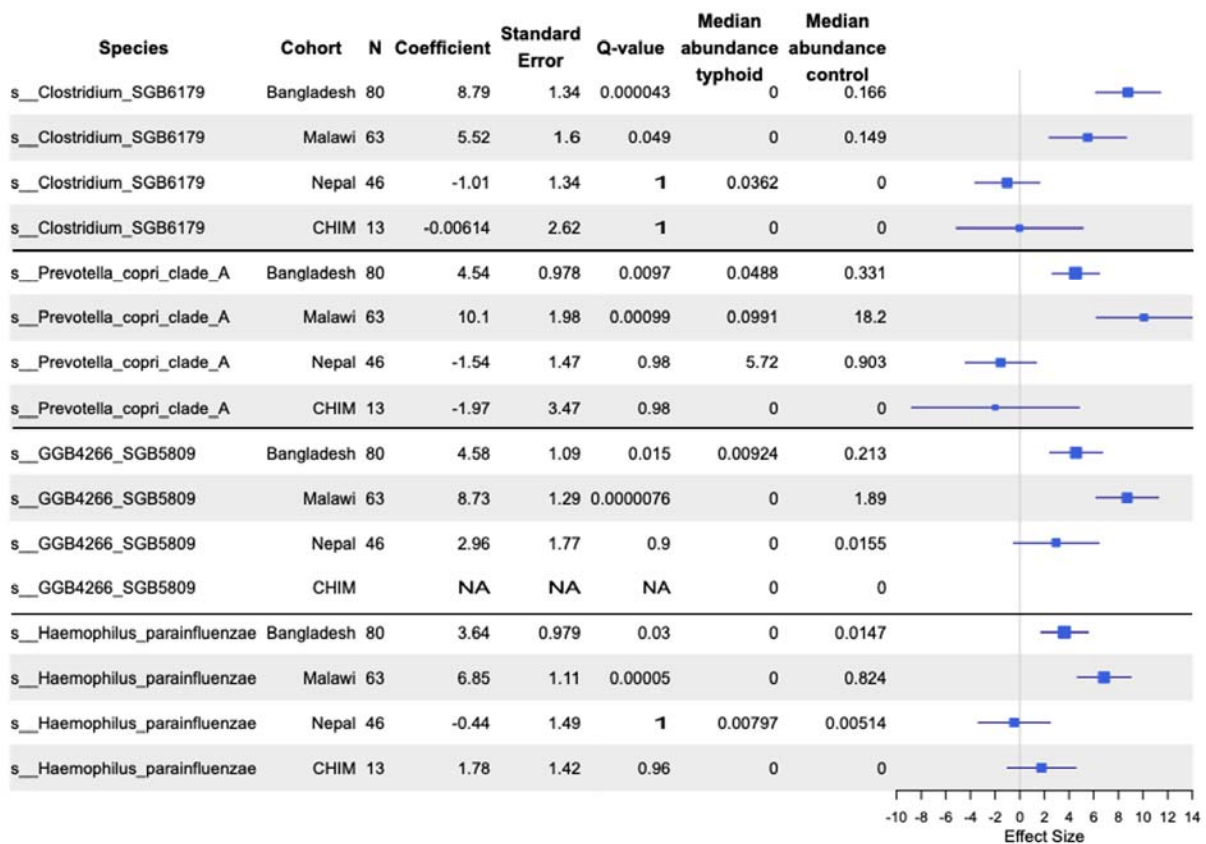 Species Cohort N Coefficient Standard Error Q-value Median abundance typhoid Median abundance control
s__Clostridium_SGB6179 Bangladesh 80 8.79 1.34 0.000043 0 0.166
s__Clostridium_SGB6179 Malawi 63 5.52 1.6 0.049 0 0.149
s__Clostridium_SGB6179 Nepal 46 -1.01 1.34 1 0.0362 0
s__Clostridium_SGB6179 CHIM 13 -0.00614 2.62 1 0 0
s__Prevotella_copri_clade_A Bangladesh 80 4.54 0.978 0.0097 0.0488 0.331
s__Prevotella_copri_clade_A Malawi 63 10.1 1.98 0.00099 0.0991 18.2
s__Prevotella_copri_clade_A Nepal 46 -1.54 1.47 0.98 5.72 0.903
s__Prevotella_copri_clade_A CHIM 13 -1.97 3.47 0.98 0 0
s__GGB4266_SGB5809 Bangladesh 80 4.58 1.09 0.015 0.00924 0.213
s__GGB4266_SGB5809 Malawi 63 8.73 1.29 0.0000076 0 1.89
s__GGB4266_SGB5809 Nepal 46 2.96 1.77 0.9 0 0.0155
s__GGB4266_SGB5809 CHIM NA NA NA 0 0
s__Haemophilus_parainfluenzae Bangladesh 80 3.64 0.979 0.03 0 0.0147
s__Haemophilus_parainfluenzae Malawi 63 6.85 1.11 0.00005 0 0.824
s__Haemophilus_parainfluenzae Nepal 46 -0.44 1.49 1 0.00797 0.00514
s__Haemophilus_parainfluenzae CHIM 13 1.78 1.42 0.96 0 0
-10 -8 -6 -4 -2 0 2 4 6 8 10 12 14
Effect Size